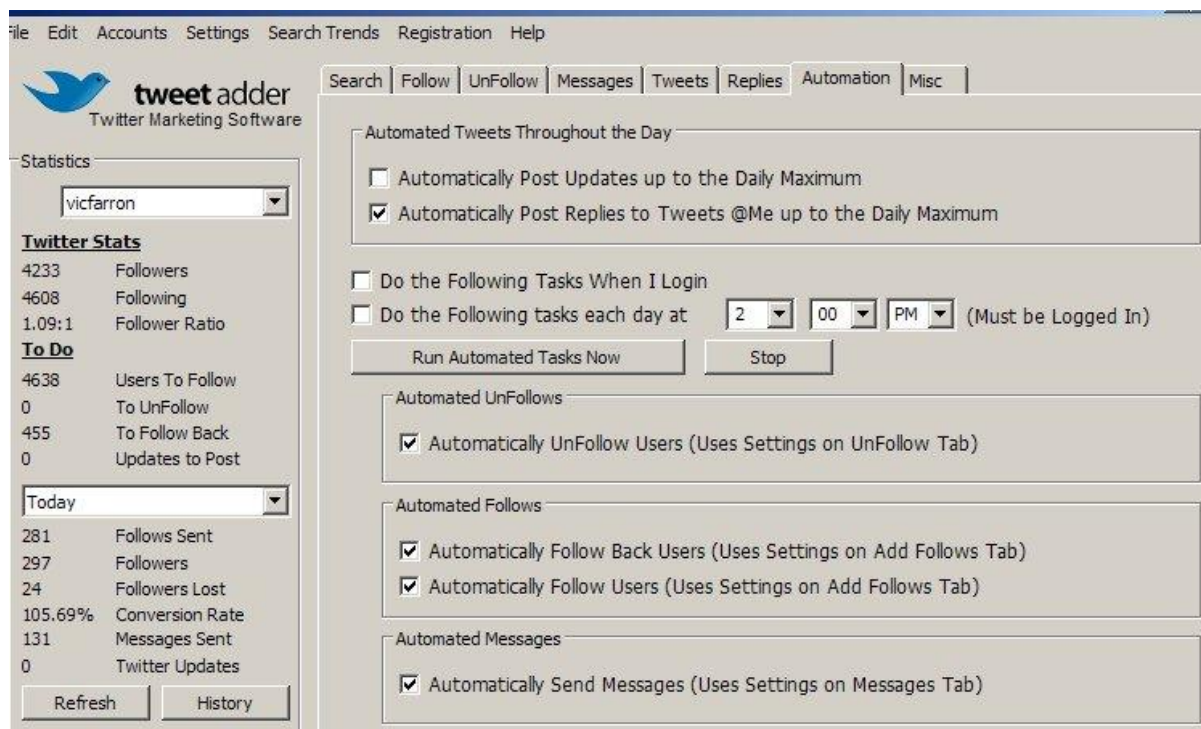 File Edit Accounts Settings Search Trends Registration Help
tweet adder
Twitter Marketing Software
Statistics
vicfarron
Twitter Stats
4233 Followers
4608 Following
1.09:1 Follower Ratio
To Do
4638 Users To Follow
0 To UnFollow
455 To Follow Back
0 Updates to Post
Today
281 Follows Sent
297 Followers
24 Followers Lost
105.69% Conversion Rate
131 Messages Sent
0 Twitter Updates
Refresh History
Search Follow UnFollow Messages Tweets Replies Automation Misc
Automated Tweets Throughout the Day
Automatically Post Updates up to the Daily Maximum
Automatically Post Replies to Tweets @Me up to the Daily Maximum
Do the Following Tasks When I Login
Do the Following tasks each day at 2 00 PM (Must be Logged In)
Run Automated Tasks Now Stop
Automated UnFollows
Automatically UnFollow Users (Uses Settings on UnFollow Tab)
Automated Follows
Automatically Follow Back Users (Uses Settings on Add Follows Tab)
Automatically Follow Users (Uses Settings on Add Follows Tab)
Automated Messages
Automatically Send Messages (Uses Settings on Messages Tab)